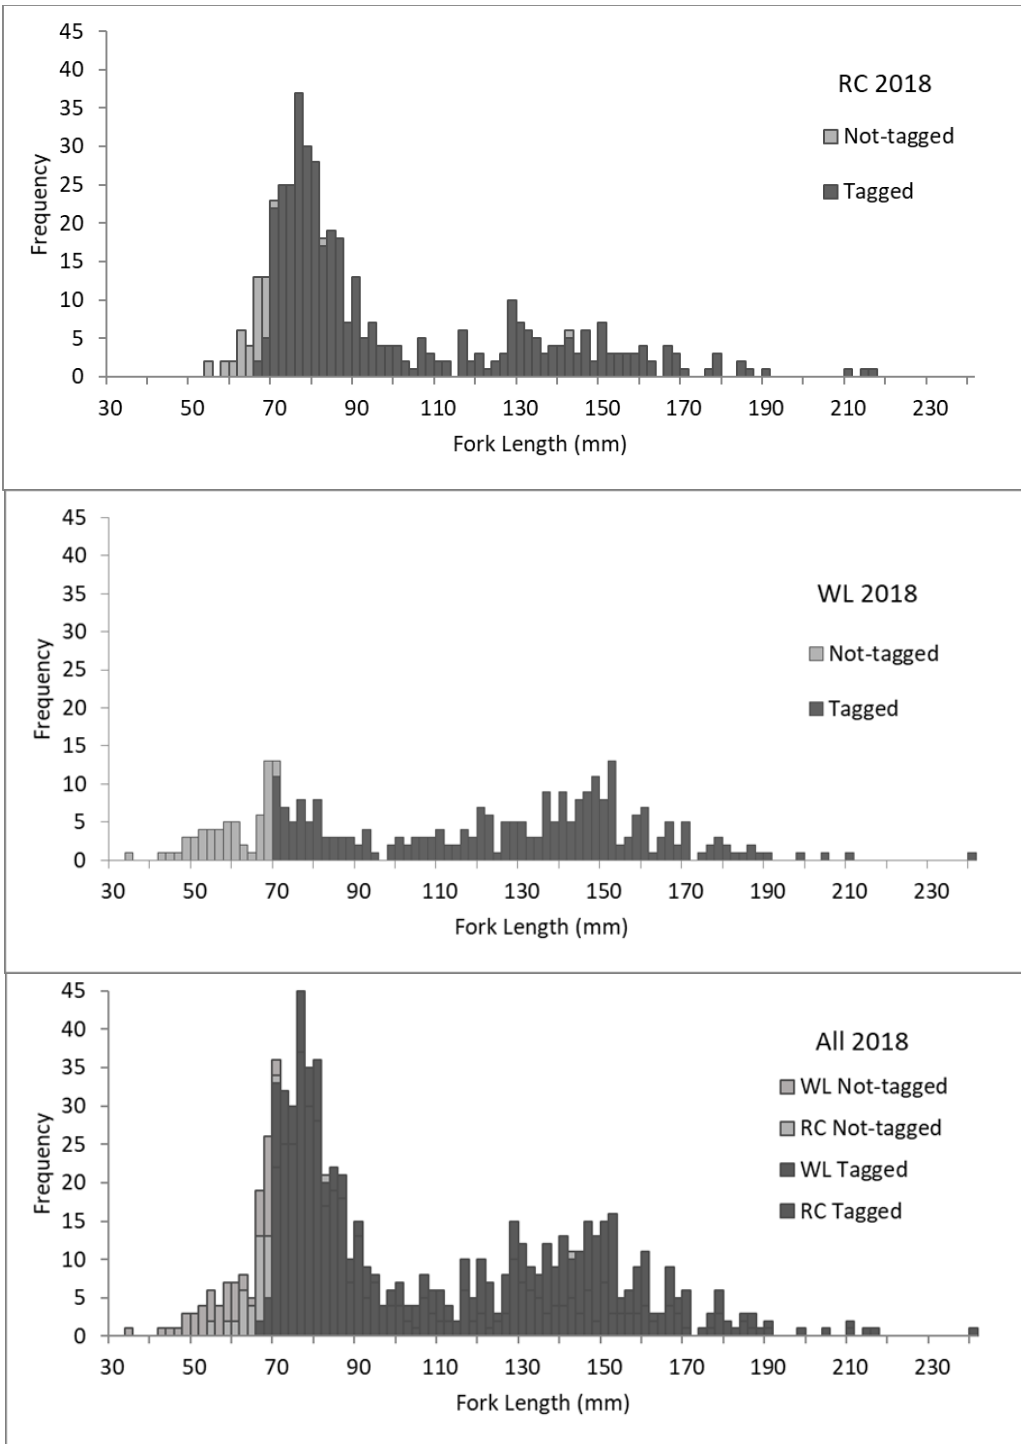 45
40
35
30
25
20
15
10
5
0
Frequency
RC 2018
Not-tagged
Tagged
30 50 70 90 110 130 150 170 190 210 230
Fork Length (mm)
45
40
35
30
25
20
15
10
5
0
Frequency
WL 2018
Not-tagged
Tagged
30 50 70 90 110 130 150 170 190 210 230
Fork Length (mm)
45
40
35
30
25
20
15
10
5
0
Frequency
All 2018
WL Not-tagged
RC Not-tagged
WL Tagged
RC Tagged
30 50 70 90 110 130 150 170 190 210 230
Fork Length (mm)